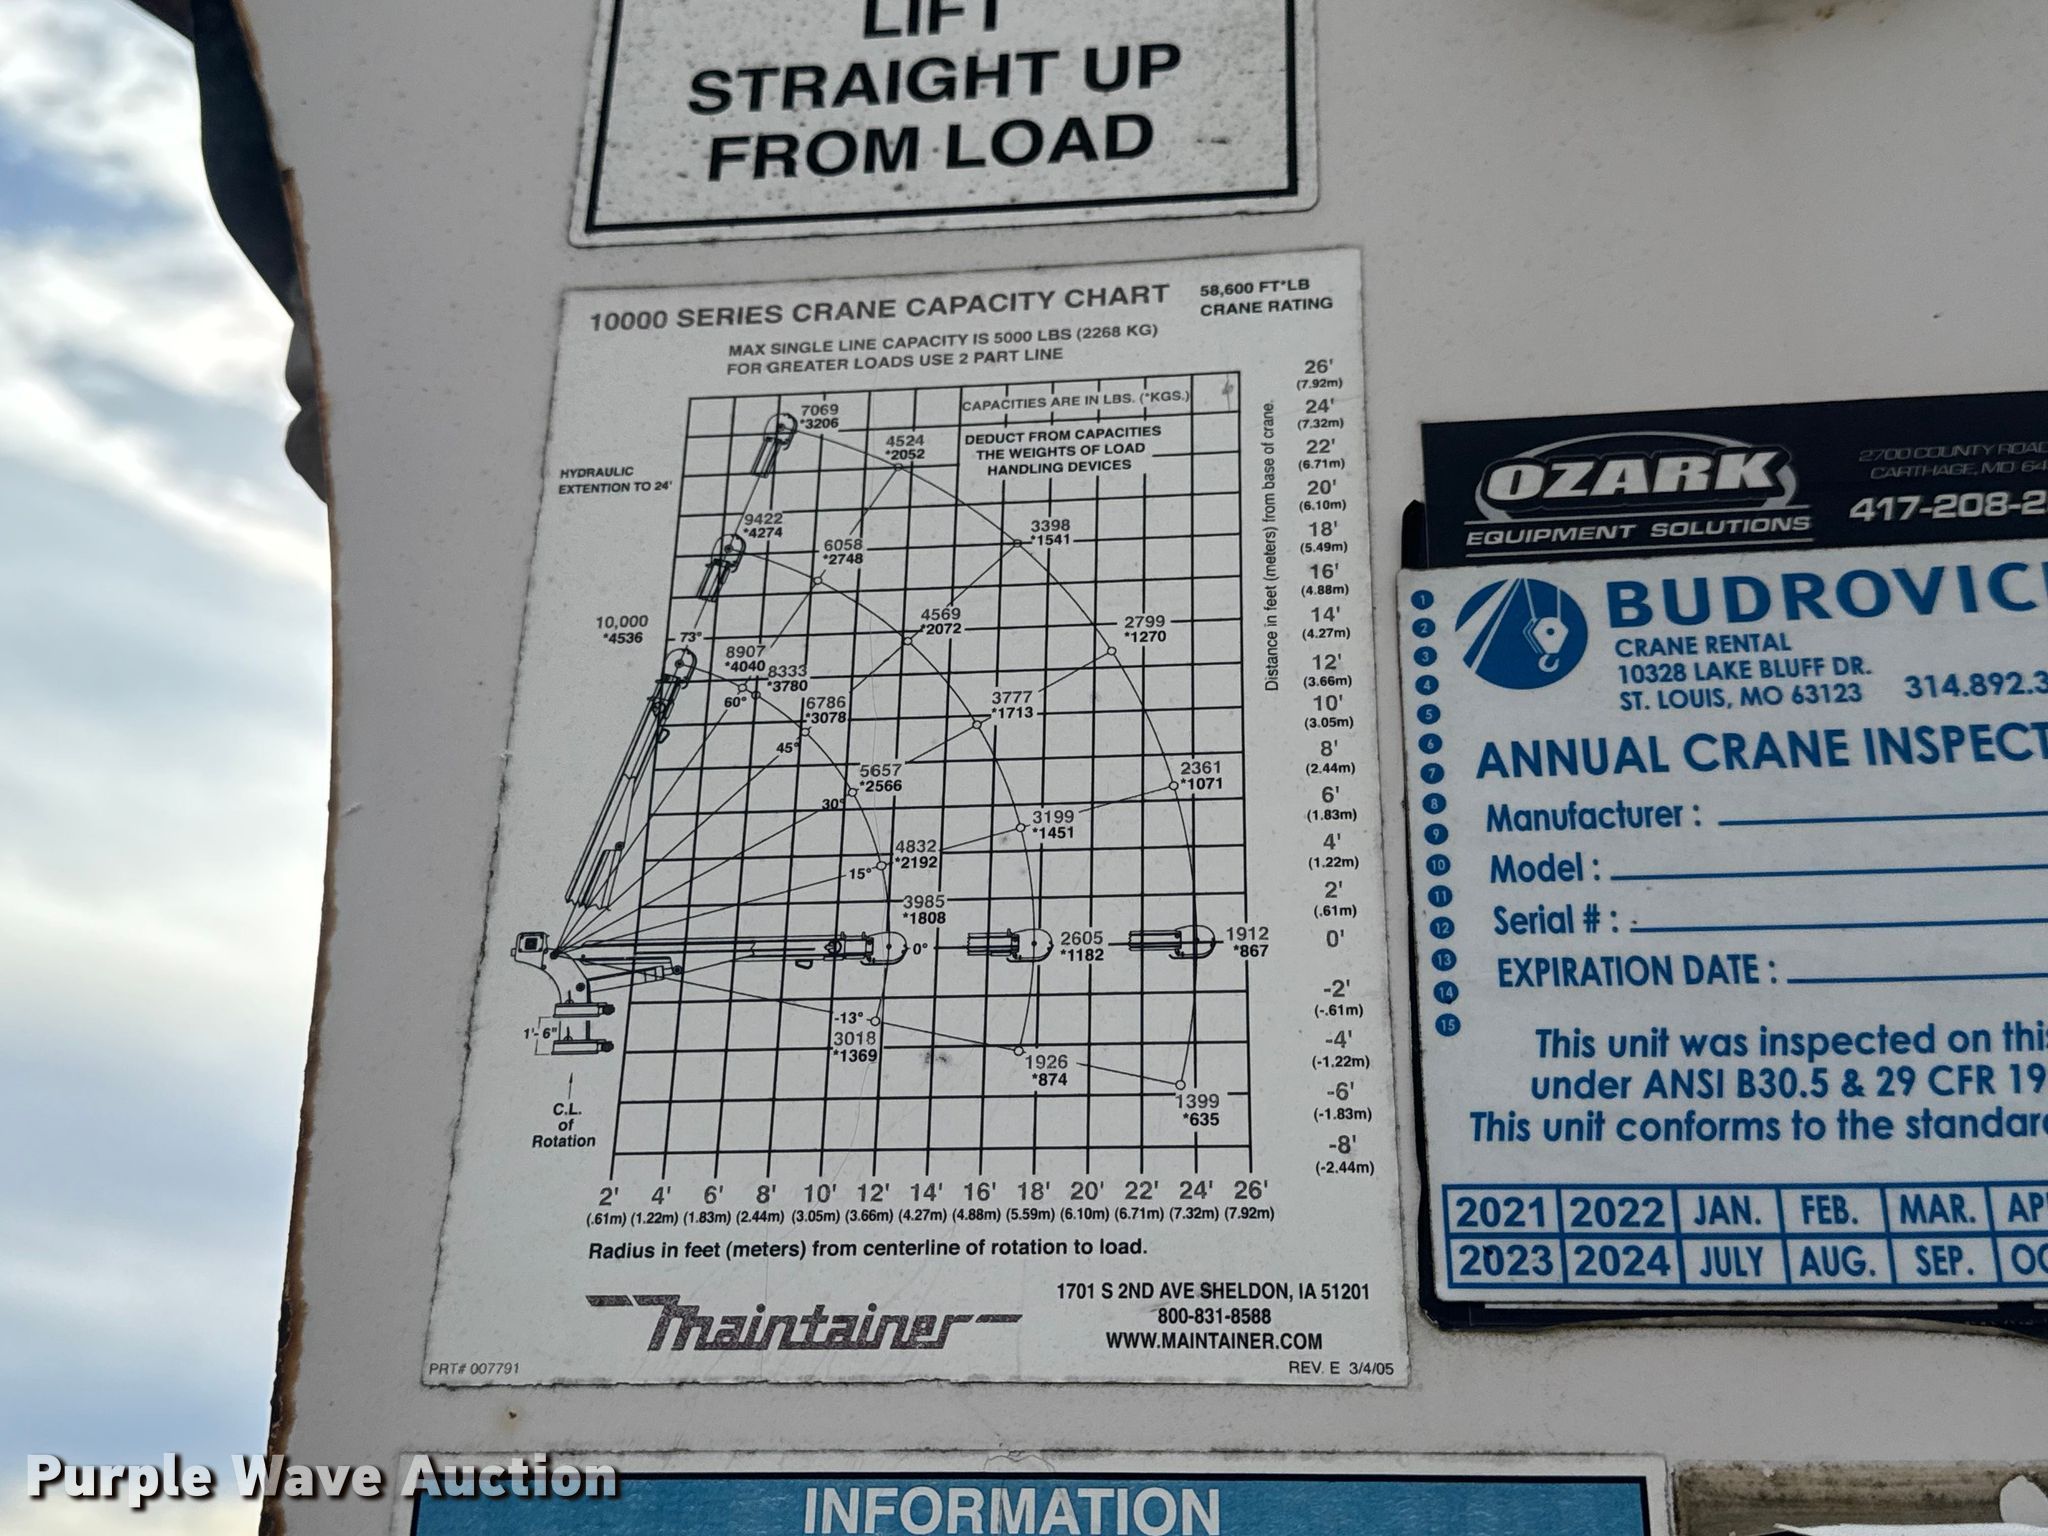 LIFT
STRAIGHT UP
FROM LOAD
10000 SERIES CRANE CAPACITY CHART
58,600 FT*LB
CRANE RATING
MAX SINGLE LINE CAPACITY IS 5000 LBS (2268 KG)
FOR GREATER LOADS USE 2 PART LINE
CAPACITIES ARE IN LBS. (*KGS.)
DEDUCT FROM CAPACITIES
THE WEIGHTS OF LOAD
HANDLING DEVICES
HYDRAULIC
EXTENTION TO 24'
7069
*3206
4524
*2052
9422
*4274
6058
*2748
3398
*1541
10,000
*4536
73°
4569
*2072
2799
*1270
8907
*4040
8333
*3780
60°
6786
*3078
45°
3777
*1713
5657
*2566
30°
2361
*1071
3199
*1451
4832
*2192
15°
3985
*1808
0°
2605
*1182
1912
*867
-13°
3018
*1369
1926
*874
1399
*635
1'-6"
C.L.
of
Rotation
Distance in feet (meters) from base of crane.
26'
(7.92m)
24'
(7.32m)
22'
(6.71m)
20'
(6.10m)
18'
(5.49m)
16'
(4.88m)
14'
(4.27m)
12'
(3.66m)
10'
(3.05m)
8'
(2.44m)
6'
(1.83m)
4'
(1.22m)
2'
(.61m)
0'
-2'
(-.61m)
-4'
(-1.22m)
-6'
(-1.83m)
-8'
(-2.44m)
2' 4' 6' 8' 10' 12' 14' 16' 18' 20' 22' 24' 26'
(.61m) (1.22m) (1.83m) (2.44m) (3.05m) (3.66m) (4.27m) (4.88m) (5.59m) (6.10m) (6.71m) (7.32m) (7.92m)
Radius in feet (meters) from centerline of rotation to load.
Maintainer
1701 S 2ND AVE SHELDON, IA 51201
800-831-8588
WWW.MAINTAINER.COM
PRT# 007791
REV. E 3/4/05
OZARK
EQUIPMENT SOLUTIONS
2700 COUNTY ROAD
CARTHAGE, MO 64
417-208-2
BUDROVIC
CRANE RENTAL
10328 LAKE BLUFF DR.
ST. LOUIS, MO 63123
314.892.3
ANNUAL CRANE INSPECT
1
2
3
4
5
6
7
8
9
10
11
12
13
14
15
Manufacturer :
Model :
Serial # :
EXPIRATION DATE :
This unit was inspected on this
under ANSI B30.5 & 29 CFR 19
This unit conforms to the standar
2021 2022 JAN. FEB. MAR. AP
2023 2024 JULY AUG. SEP. OC
INFORMATION
Purple Wave Auction